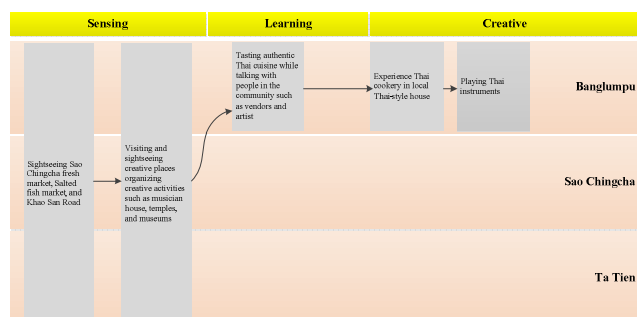 Sensing
Learning
Creative
Sightseeing Sao
Chingcha fresh
market, Salted
fish market, and
Khao San Road
Visiting and
sightseeing
creative places
organizing
creative activities
such as musician
house, temples,
and museums
Tasting authentic
Thai cuisine while
talking with
people in the
community such
as vendors and
artist
Experience Thai
cookery in local
Thai-style house
Playing Thai
instruments
Banglumpu
Sao Chingcha
Ta Tien